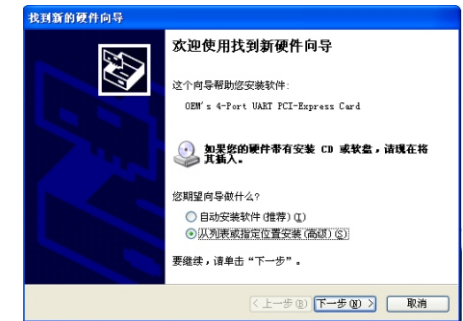 找到新的硬件向导
欢迎使用找到新硬件向导
这个向导帮助您安装软件:
OEM's 4-Port UART PCI-Express Card
如果您的硬件带有安装 CD 或软盘，请现在将
其插入。
您期望向导做什么?
自动安装软件(推荐)(I)
从列表或指定位置安装(高级)(S)
要继续，请单击“下一步”。
<上一步(B) 下一步(N)> 取消